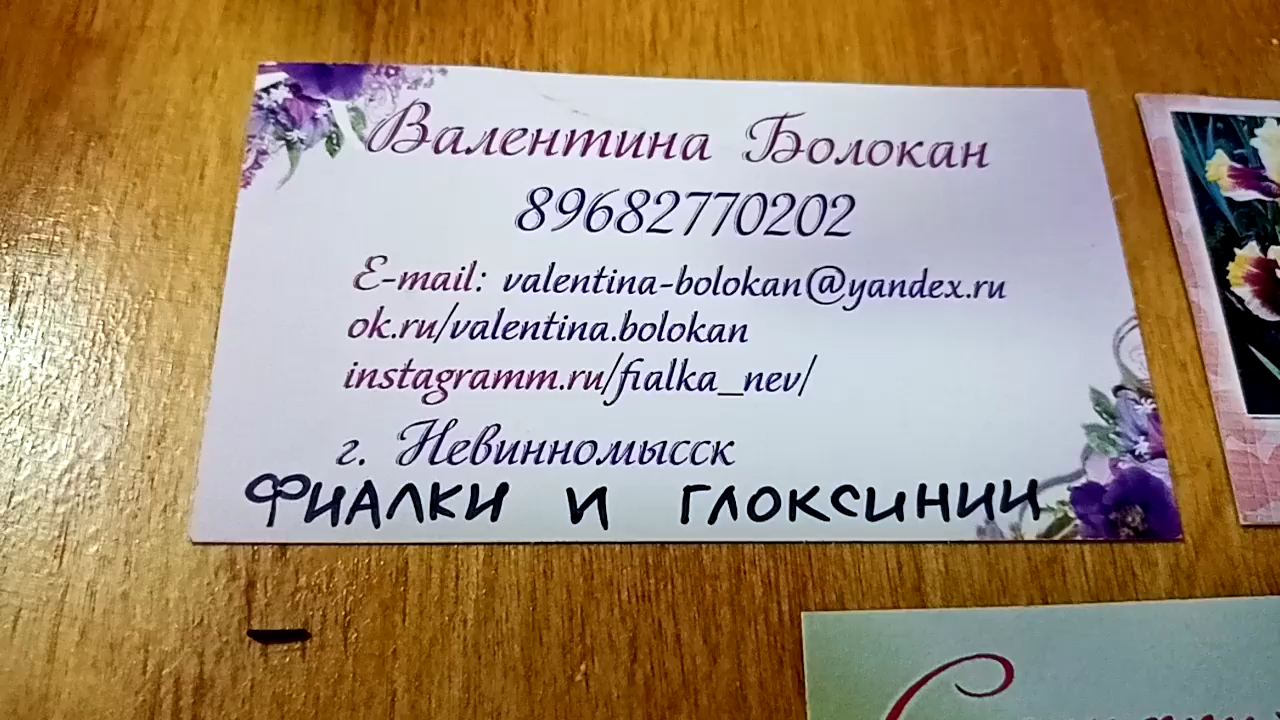 Валентина Болокан
89682770202
E-mail: valentina-bolokan@yandex.ru
ok.ru/valentina.bolokan
instagramm.ru/fialka_nev/
г. Невинномысск
ФИАЛКИ И ГЛОКСИНИИ